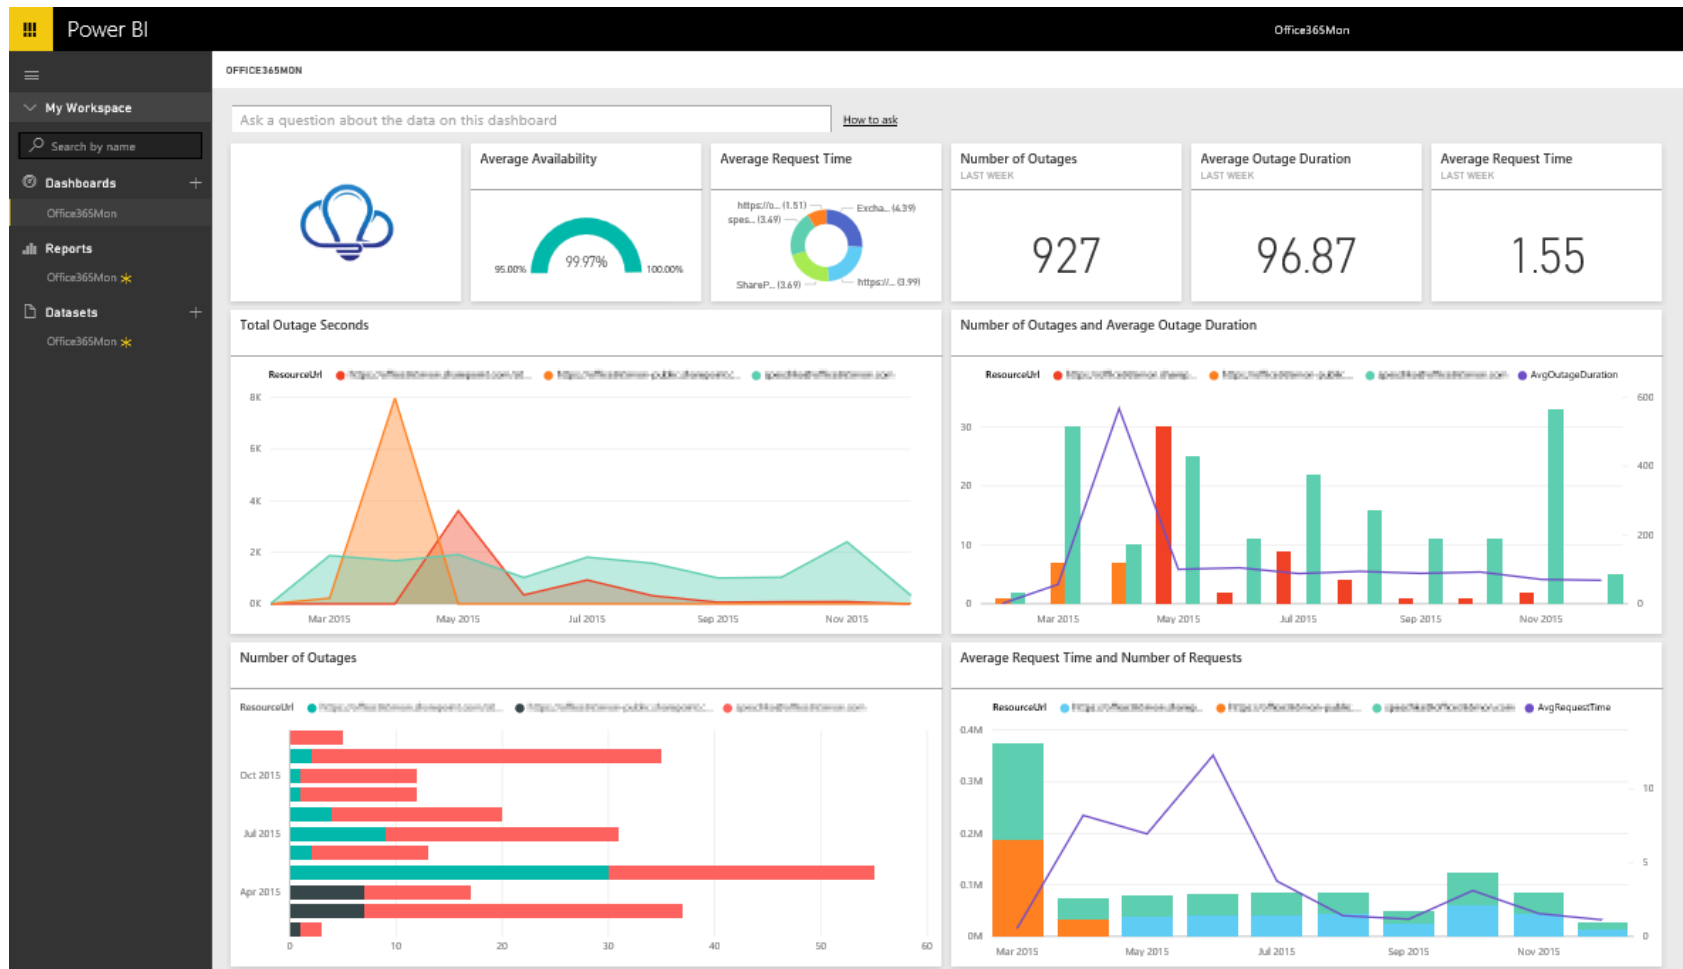 Power BI
Office365Mon
OFFICE365MON
My Workspace
Search by name
Dashboards
Office365Mon
Reports
Office365Mon
Datasets
Office365Mon
Ask a question about the data on this dashboard
How to ask
Average Availability
99.97%
95.00%
100.00%
Average Request Time
https://o... (1.51)
Excha... (4.39)
spes... (3.49)
ShareP... (3.69)
https://... (3.99)
Number of Outages
LAST WEEK
927
Average Outage Duration
LAST WEEK
96.87
Average Request Time
LAST WEEK
1.55
Total Outage Seconds
ResourceUrl
8K
6K
4K
2K
0K
Mar 2015 May 2015 Jul 2015 Sep 2015 Nov 2015
Number of Outages and Average Outage Duration
ResourceUrl AvgOutageDuration
30
20
10
0
600
400
200
0
Mar 2015 May 2015 Jul 2015 Sep 2015 Nov 2015
Number of Outages
ResourceUrl
Oct 2015
Jul 2015
Apr 2015
0 10 20 30 40 50 60
Average Request Time and Number of Requests
ResourceUrl AvgRequestTime
0.4M
0.3M
0.2M
0.1M
0M
10
5
0
Mar 2015 May 2015 Jul 2015 Sep 2015 Nov 2015